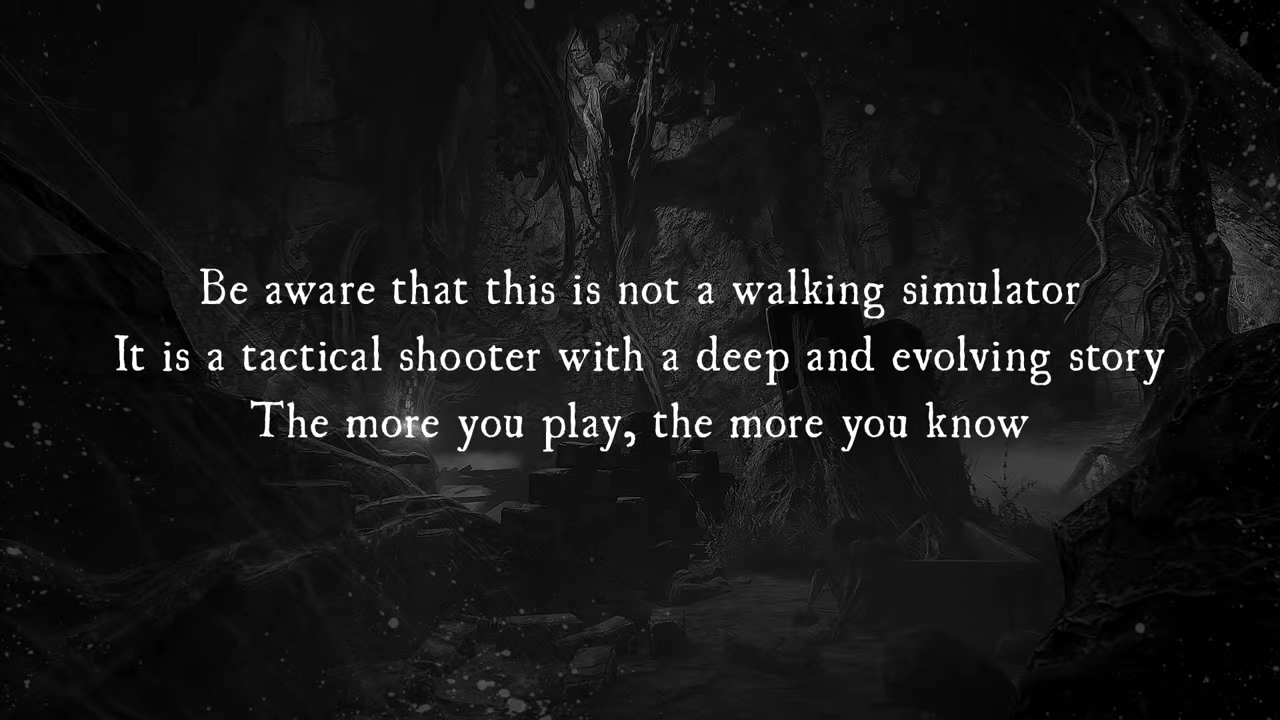 Be aware that this is not a walking simulator
It is a tactical shooter with a deep and evolving story
The more you play, the more you know